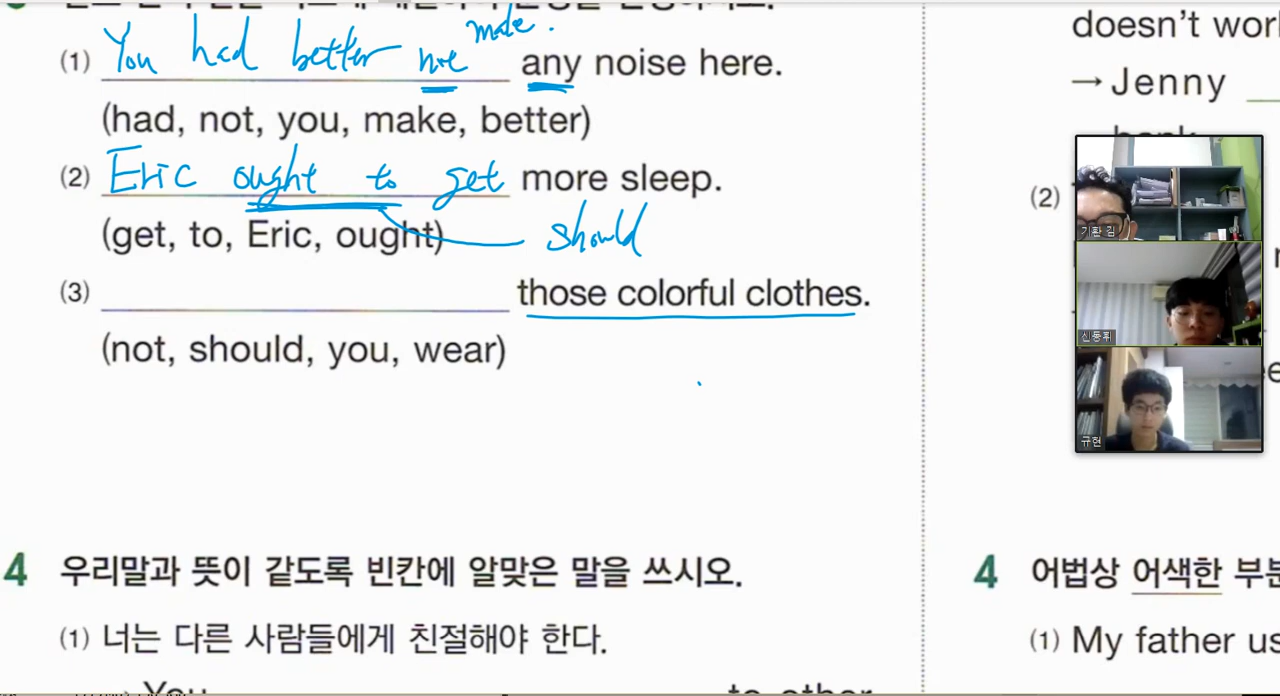 make.
(1) You had better not any noise here.
(had, not, you, make, better)
(2) Eric ought to get more sleep.
(get, to, Eric, ought) should
(3) those colorful clothes.
(not, should, you, wear)
4 우리말과 뜻이 같도록 빈칸에 알맞은 말을 쓰시오.
(1) 너는 다른 사람들에게 친절해야 한다.
You to other
doesn't work
→ Jenny
bank
(2)
기환 김
신동휘
규현
4 어법상 어색한 부분
(1) My father us